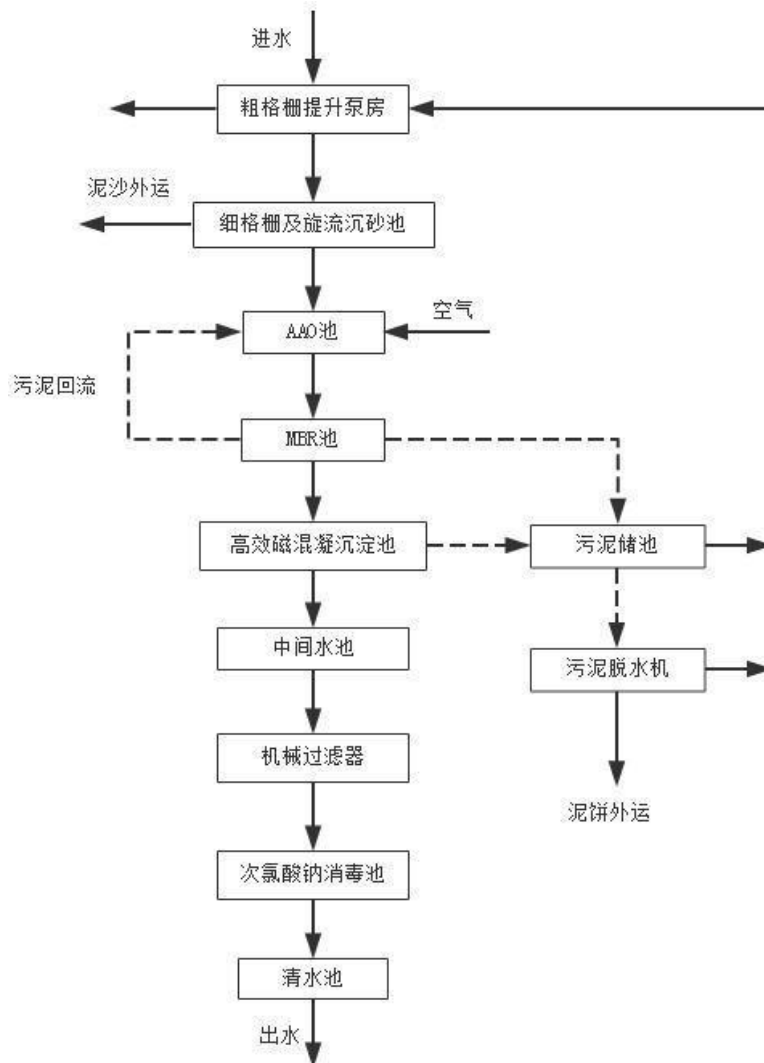 进水
粗格栅提升泵房
泥沙外运
细格栅及旋流沉砂池
空气
AAO池
污泥回流
MBR池
高效磁混凝沉淀池
污泥储池
中间水池
污泥脱水机
机械过滤器
泥饼外运
次氯酸钠消毒池
清水池
出水